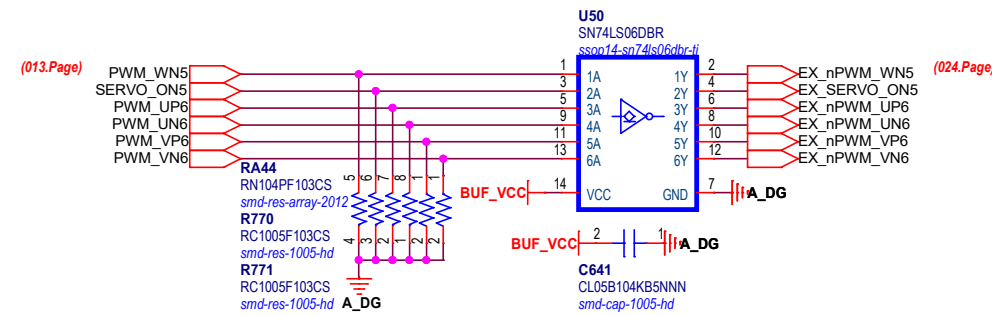 U50
SN74LS06DBR
ssop14-sn74ls06dbr-ti
(013.Page)
(024.Page)
PWM_WN5 1 1A 1Y 2 EX_nPWM_WN5
SERVO_ON5 3 2A 2Y 4 EX_SERVO_ON5
PWM_UP6 5 3A 3Y 6 EX_nPWM_UP6
PWM_UN6 9 4A 4Y 8 EX_nPWM_UN6
PWM_VP6 11 5A 5Y 10 EX_nPWM_VP6
PWM_VN6 13 6A 6Y 12 EX_nPWM_VN6
RA44
RN104PF103CS
smd-res-array-2012
R770
RC1005F103CS
smd-res-1005-hd
R771
RC1005F103CS
smd-res-1005-hd
5 6 7 8 1 1
4 3 2 1 2 2
A_DG
BUF_VCC 14 VCC GND 7 A_DG
BUF_VCC 2 1 A_DG
C641
CL05B104KB5NNN
smd-cap-1005-hd